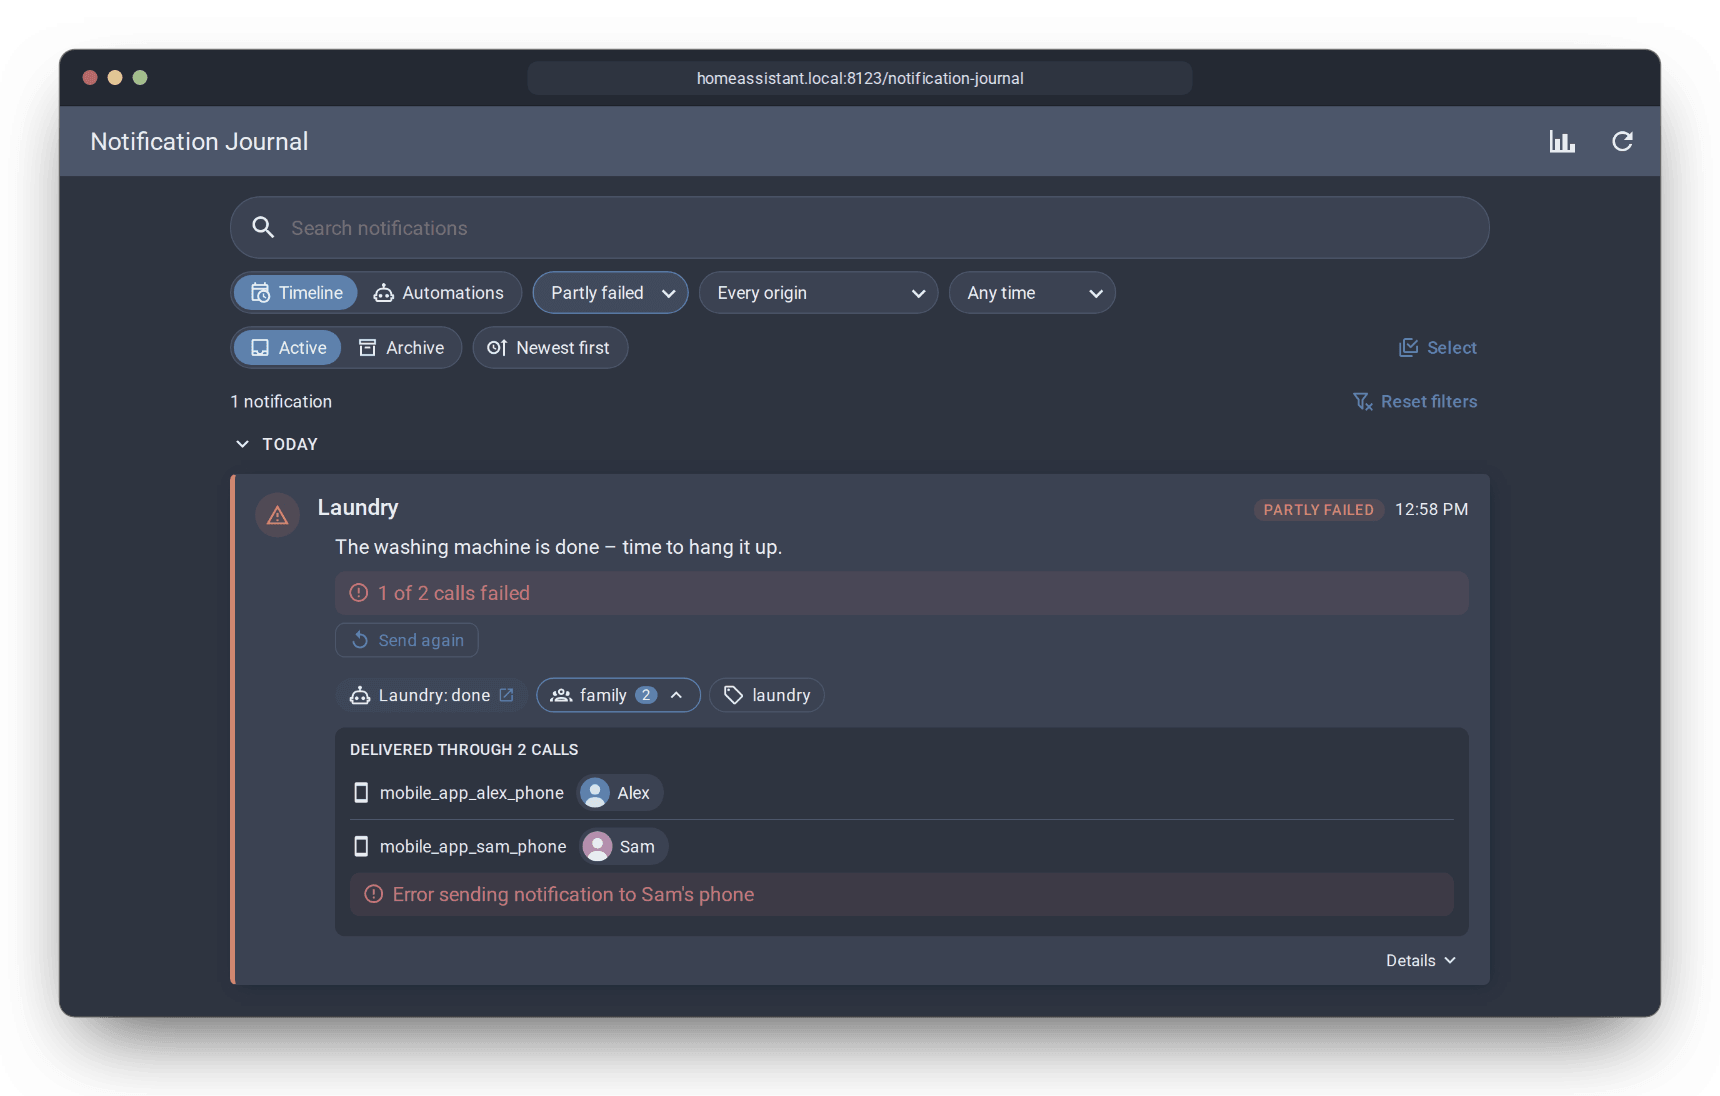 homeassistant.local:8123/notification-journal
Notification Journal
Search notifications
Timeline Automations Partly failed Every origin Any time
Active Archive Newest first Select
1 notification Reset filters
TODAY
Laundry PARTLY FAILED 12:58 PM
The washing machine is done – time to hang it up.
1 of 2 calls failed
Send again
Laundry: done family 2 laundry
DELIVERED THROUGH 2 CALLS
mobile_app_alex_phone Alex
mobile_app_sam_phone Sam
Error sending notification to Sam's phone
Details